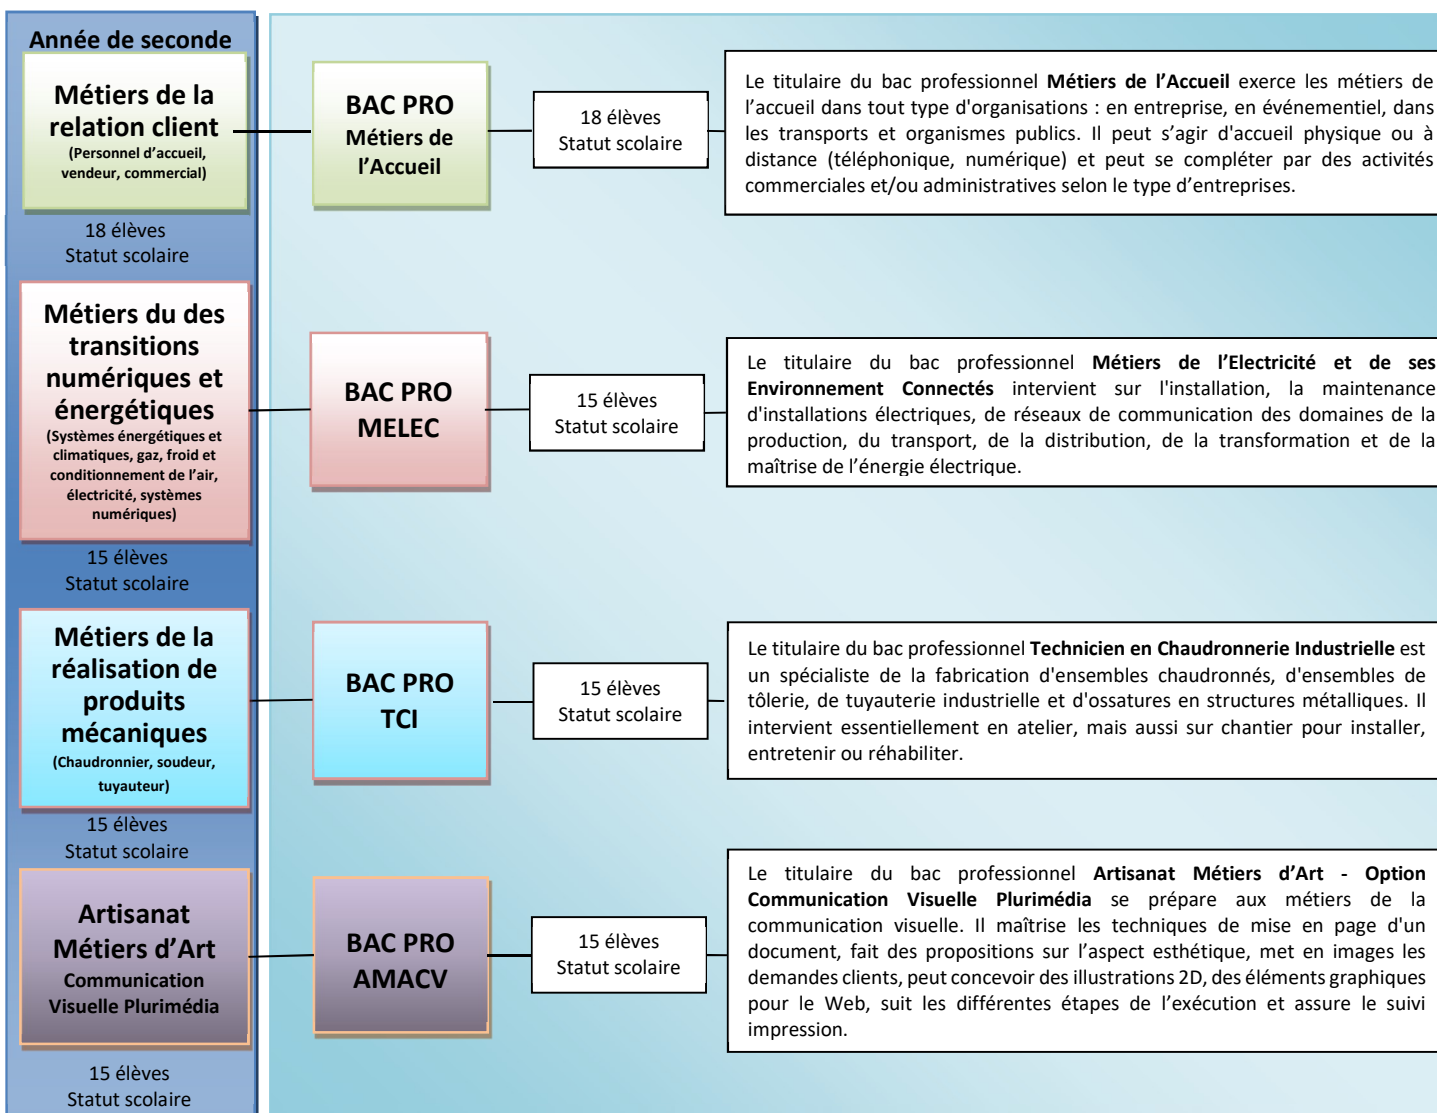 Année de seconde
Métiers de la
relation client
(Personnel d’accueil,
vendeur, commercial)
18 élèves
Statut scolaire
BAC PRO
Métiers de
l’Accueil
18 élèves
Statut scolaire
Le titulaire du bac professionnel Métiers de l’Accueil exerce les métiers de
l’accueil dans tout type d'organisations : en entreprise, en événementiel, dans
les transports et organismes publics. Il peut s’agir d'accueil physique ou à
distance (téléphonique, numérique) et peut se compléter par des activités
commerciales et/ou administratives selon le type d’entreprises.
Métiers du des
transitions
numériques et
énergétiques
(Systèmes énergétiques et
climatiques, gaz, froid et
conditionnement de l’air,
électricité, systèmes
numériques)
15 élèves
Statut scolaire
BAC PRO
MELEC
15 élèves
Statut scolaire
Le titulaire du bac professionnel Métiers de l’Electricité et de ses
Environnement Connectés intervient sur l'installation, la maintenance
d'installations électriques, de réseaux de communication des domaines de la
production, du transport, de la distribution, de la transformation et de la
maîtrise de l’énergie électrique.
Métiers de la
réalisation de
produits
mécaniques
(Chaudronnier, soudeur,
tuyauteur)
15 élèves
Statut scolaire
BAC PRO
TCI
15 élèves
Statut scolaire
Le titulaire du bac professionnel Technicien en Chaudronnerie Industrielle est
un spécialiste de la fabrication d'ensembles chaudronnés, d'ensembles de
tôlerie, de tuyauterie industrielle et d'ossatures en structures métalliques. Il
intervient essentiellement en atelier, mais aussi sur chantier pour installer,
entretenir ou réhabiliter.
Artisanat
Métiers d’Art
Communication
Visuelle Plurimédia
15 élèves
Statut scolaire
BAC PRO
AMACV
15 élèves
Statut scolaire
Le titulaire du bac professionnel Artisanat Métiers d’Art - Option
Communication Visuelle Plurimédia se prépare aux métiers de la
communication visuelle. Il maîtrise les techniques de mise en page d'un
document, fait des propositions sur l’aspect esthétique, met en images les
demandes clients, peut concevoir des illustrations 2D, des éléments graphiques
pour le Web, suit les différentes étapes de l’exécution et assure le suivi
impression.